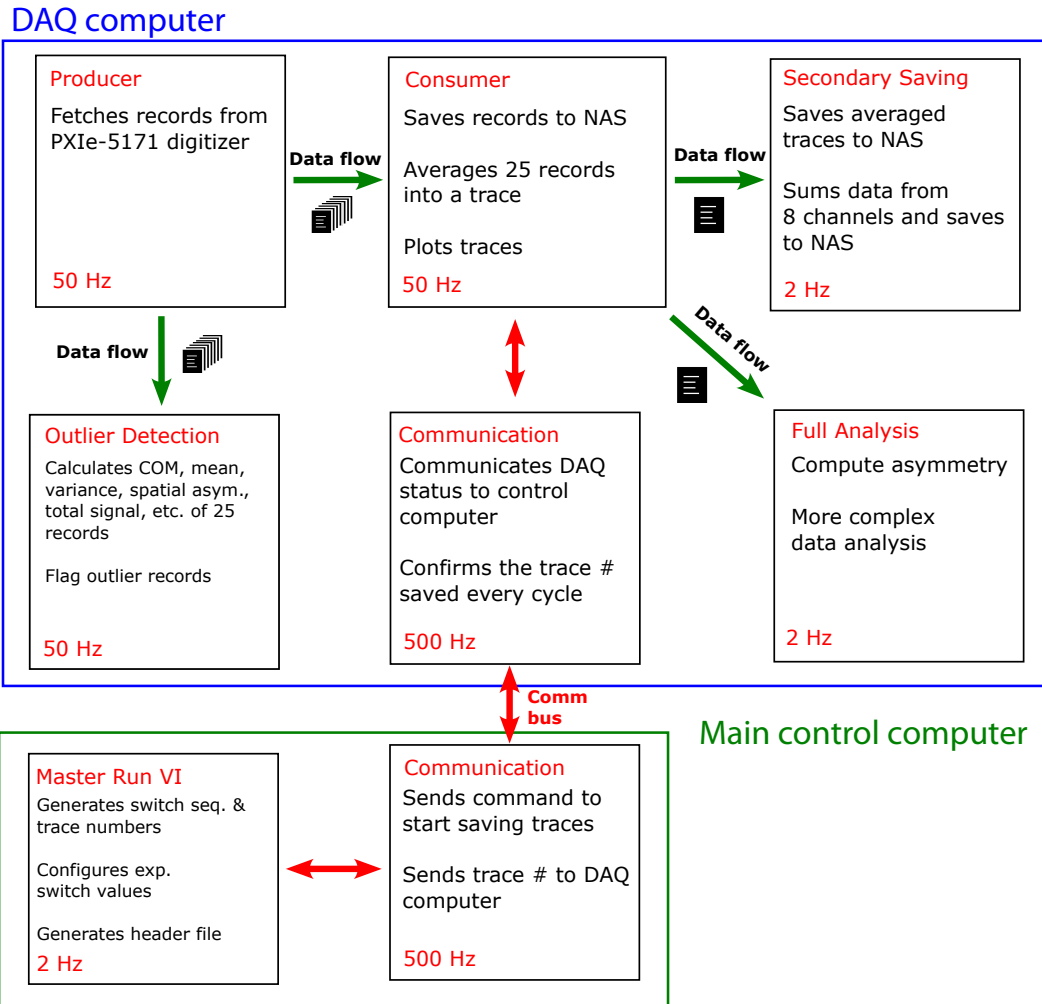 DAQ computer
Producer
Fetches records from
PXIe-5171 digitizer
50 Hz
Data flow
Consumer
Saves records to NAS
Averages 25 records
into a trace
Plots traces
50 Hz
Data flow
Secondary Saving
Saves averaged
traces to NAS
Sums data from
8 channels and saves
to NAS
2 Hz
Data flow
Data flow
Outlier Detection
Calculates COM, mean,
variance, spatial asym.,
total signal, etc. of 25
records
Flag outlier records
50 Hz
Communication
Communicates DAQ
status to control
computer
Confirms the trace #
saved every cycle
500 Hz
Full Analysis
Compute asymmetry
More complex
data analysis
2 Hz
Comm
bus
Main control computer
Master Run VI
Generates switch seq. &
trace numbers
Configures exp.
switch values
Generates header file
2 Hz
Communication
Sends command to
start saving traces
Sends trace # to DAQ
computer
500 Hz